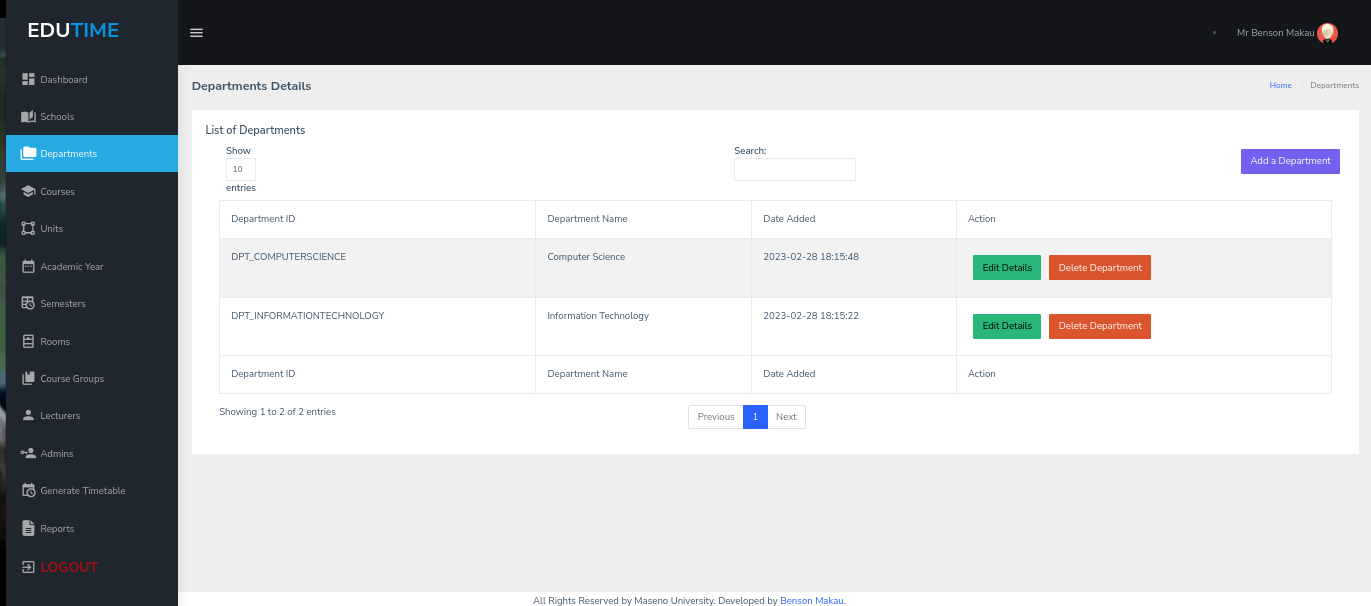 EDUTIME
Mr Benson Makau
Dashboard
Schools
Departments
Courses
Units
Academic Year
Semesters
Rooms
Course Groups
Lecturers
Admins
Generate Timetable
Reports
LOGOUT
Departments Details
Home Departments
List of Departments
Show
10
entries
Search:
Add a Department
Department ID Department Name Date Added Action
DPT_COMPUTERSCIENCE Computer Science 2023-02-28 18:15:48 Edit Details Delete Department
DPT_INFORMATIONTECHNOLOGY Information Technology 2023-02-28 18:15:22 Edit Details Delete Department
Department ID Department Name Date Added Action
Showing 1 to 2 of 2 entries
Previous 1 Next
All Rights Reserved by Maseno University. Developed by Benson Makau.